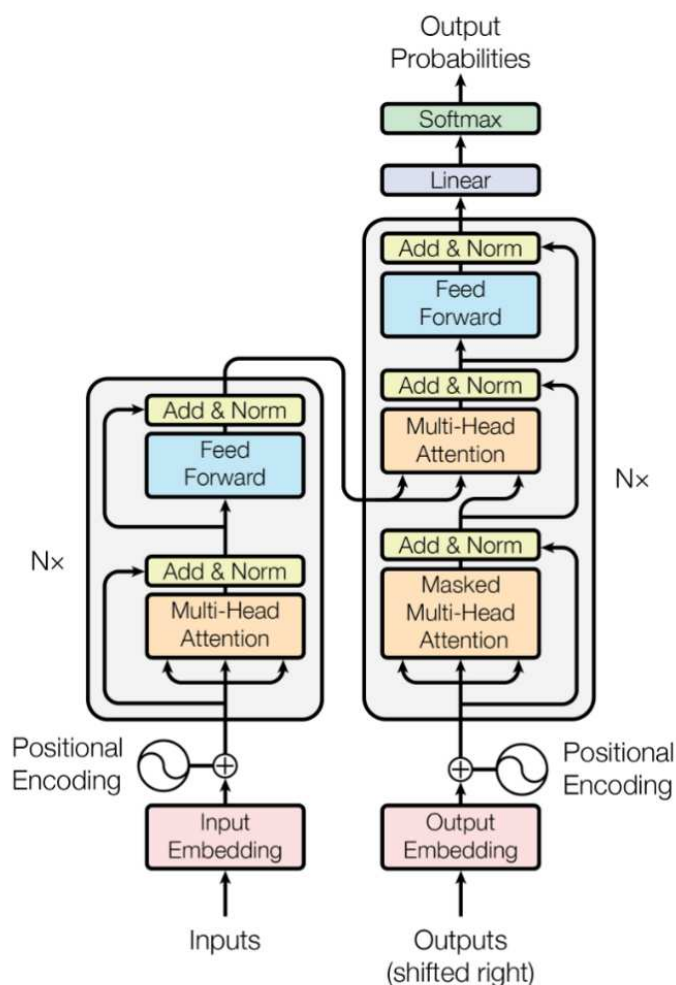 Output
Probabilities
Softmax
Linear
Add & Norm
Feed
Forward
Add & Norm
Multi-Head
Attention
Add & Norm
Masked
Multi-Head
Attention
N×
Add & Norm
Feed
Forward
Add & Norm
Multi-Head
Attention
N×
Positional
Encoding
Positional
Encoding
Input
Embedding
Output
Embedding
Inputs
Outputs
(shifted right)